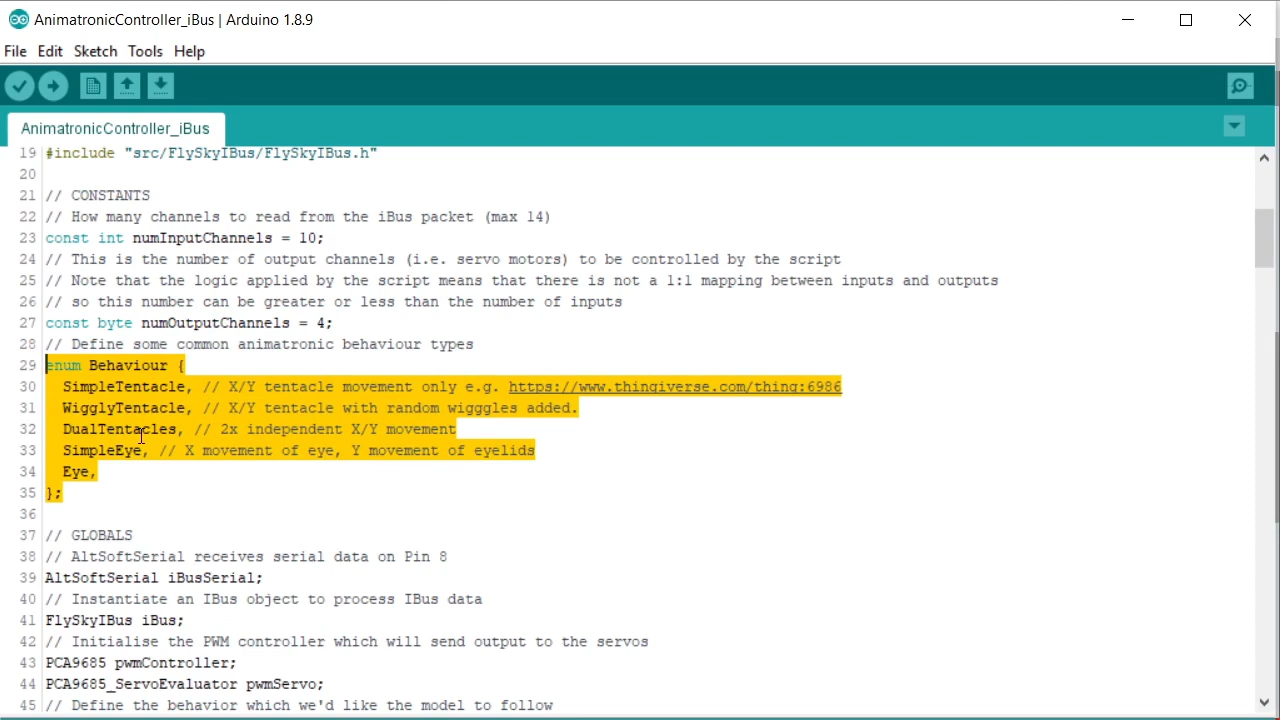 AnimatronicController_iBus | Arduino 1.8.9
File Edit Sketch Tools Help
AnimatronicController_iBus
19 #include "src/FlySkyIBus/FlySkyIBus.h"
20
21 // CONSTANTS
22 // How many channels to read from the iBus packet (max 14)
23 const int numInputChannels = 10;
24 // This is the number of output channels (i.e. servo motors) to be controlled by the script
25 // Note that the logic applied by the script means that there is not a 1:1 mapping between inputs and outputs
26 // so this number can be greater or less than the number of inputs
27 const byte numOutputChannels = 4;
28 // Define some common animatronic behaviour types
29 enum Behaviour {
30   SimpleTentacle, // X/Y tentacle movement only e.g. https://www.thingiverse.com/thing:6986
31   WigglyTentacle, // X/Y tentacle with random wigggles added.
32   DualTentacles, // 2x independent X/Y movement
33   SimpleEye, // X movement of eye, Y movement of eyelids
34   Eye,
35 };
36
37 // GLOBALS
38 // AltSoftSerial receives serial data on Pin 8
39 AltSoftSerial iBusSerial;
40 // Instantiate an IBus object to process IBus data
41 FlySkyIBus iBus;
42 // Initialise the PWM controller which will send output to the servos
43 PCA9685 pwmController;
44 PCA9685_ServoEvaluator pwmServo;
45 // Define the behavior which we'd like the model to follow